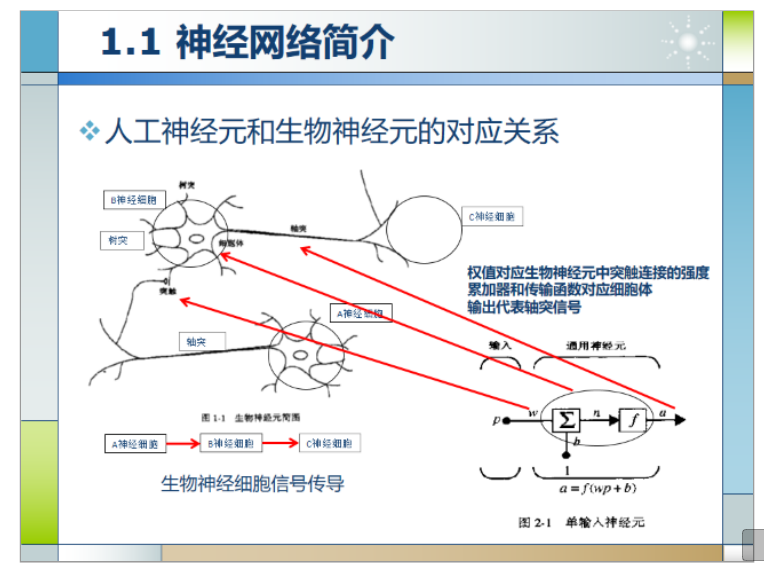 1.1 神经网络简介
人工神经元和生物神经元的对应关系
树突
B神经细胞
C神经细胞
轴突
树突
细胞体
权值对应生物神经元中突触连接的强度
累加器和传输函数对应细胞体
输出代表轴突信号
突触
A神经细胞
轴突
输入
通用神经元
p
w
Σ
n
f
a
b
1
a=f(wp+b)
图 1-1 生物神经元简图
A神经细胞
B神经细胞
C神经细胞
生物神经细胞信号传导
图 2-1 单输入神经元